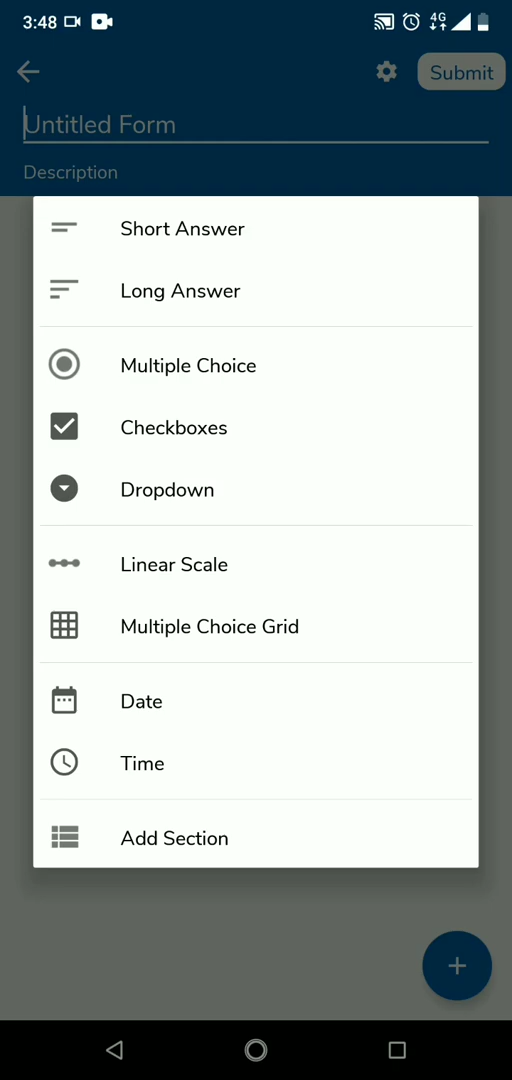 3:48
4G
Submit
Untitled Form
Description
Short Answer
Long Answer
Multiple Choice
Checkboxes
Dropdown
Linear Scale
Multiple Choice Grid
Date
Time
Add Section